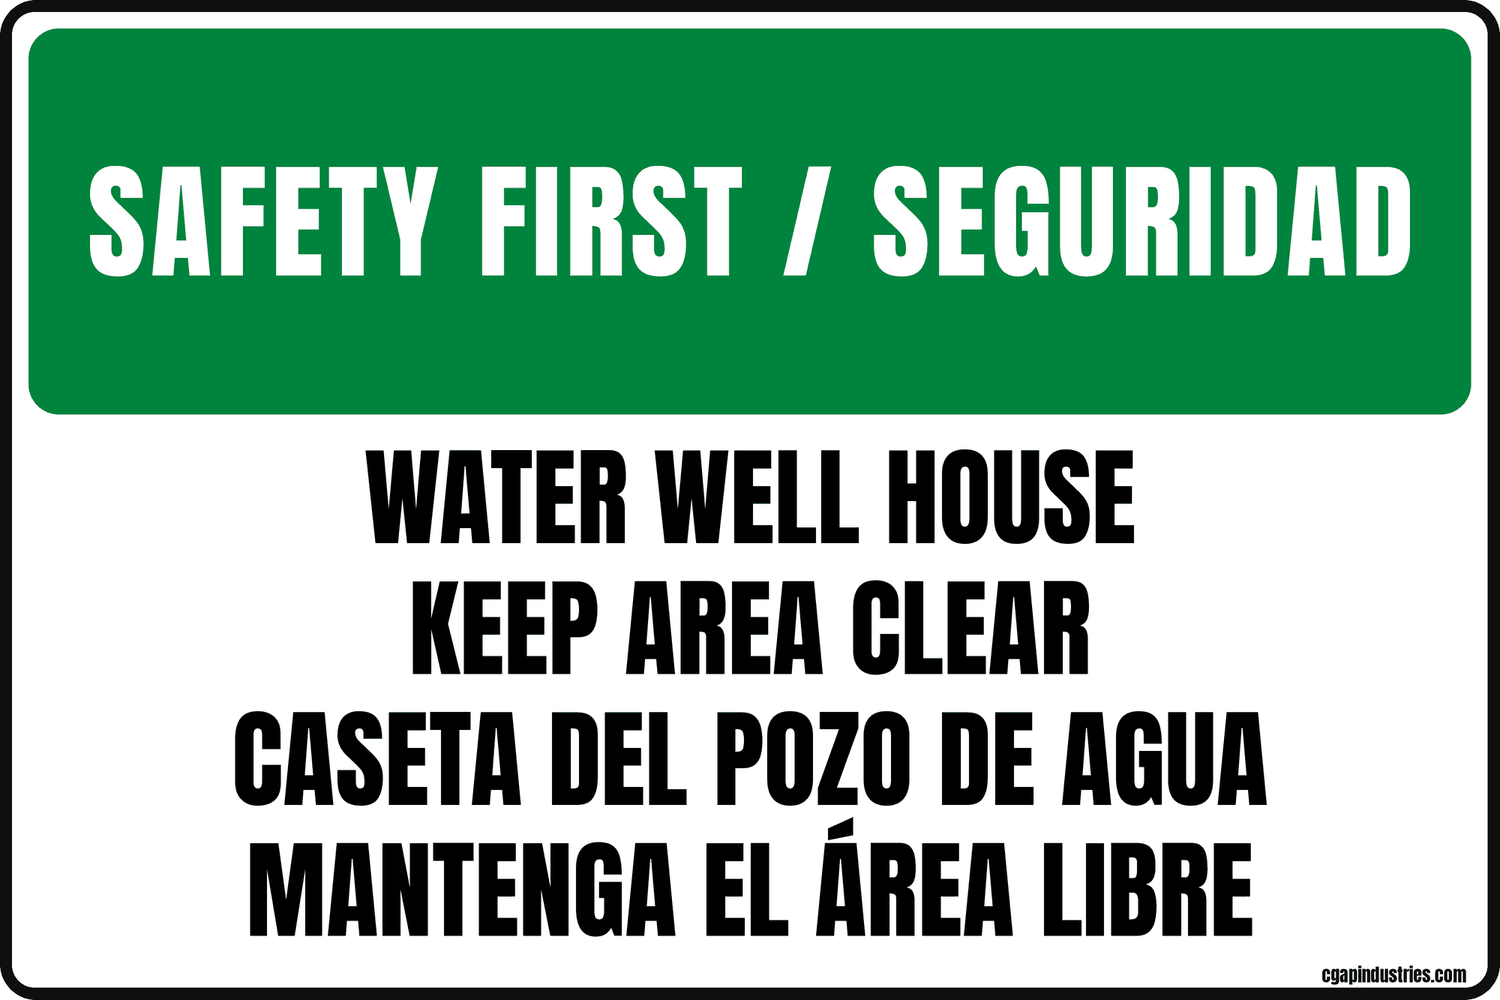 SAFETY FIRST / SEGURIDAD
WATER WELL HOUSE
KEEP AREA CLEAR
CASETA DEL POZO DE AGUA
MANTENGA EL ÁREA LIBRE
cgapindustries.com